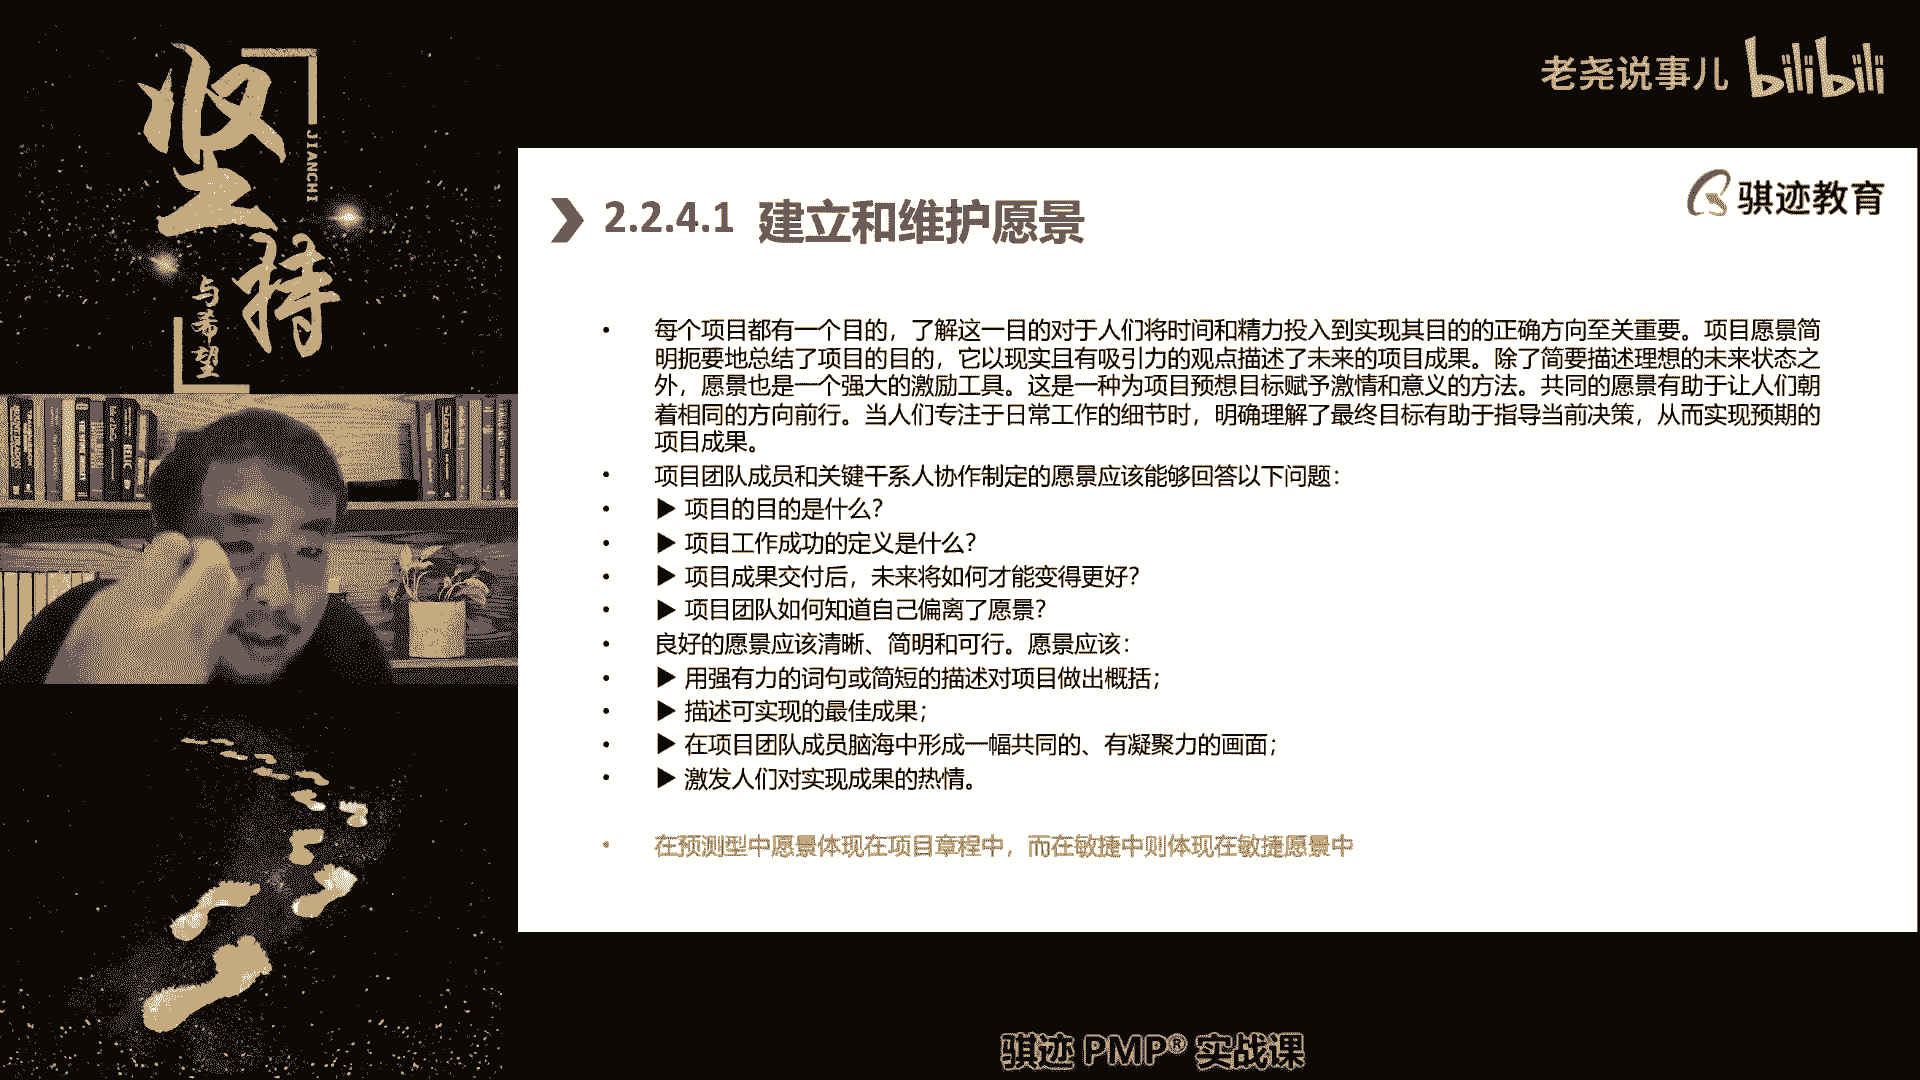 坚持
JIANCHI
与希望
老尧说事儿 bilibili
骐迹教育
2.2.4.1 建立和维护愿景
• 每个项目都有一个目的，了解这一目的对于人们将时间和精力投入到实现其目的的正确方向至关重要。项目愿景简
明扼要地总结了项目的目的，它以现实且有吸引力的观点描述了未来的项目成果。除了简要描述理想的未来状态之
外，愿景也是一个强大的激励工具。这是一种为项目预想目标赋予激情和意义的方法。共同的愿景有助于让人们朝
着相同的方向前行。当人们专注于日常工作的细节时，明确理解了最终目标有助于指导当前决策，从而实现预期的
项目成果。
• 项目团队成员和关键干系人协作制定的愿景应该能够回答以下问题：
• ▶ 项目的目的是什么？
• ▶ 项目工作成功的定义是什么？
• ▶ 项目成果交付后，未来将如何才能变得更好？
• ▶ 项目团队如何知道自己偏离了愿景？
• 良好的愿景应该清晰、简明和可行。愿景应该：
• ▶ 用强有力的词句或简短的描述对项目做出概括；
• ▶ 描述可实现的最佳成果；
• ▶ 在项目团队成员脑海中形成一幅共同的、有凝聚力的画面；
• ▶ 激发人们对实现成果的热情。
• 在预测型中愿景体现在项目章程中，而在敏捷中则体现在敏捷愿景中
骐迹 PMP® 实战课